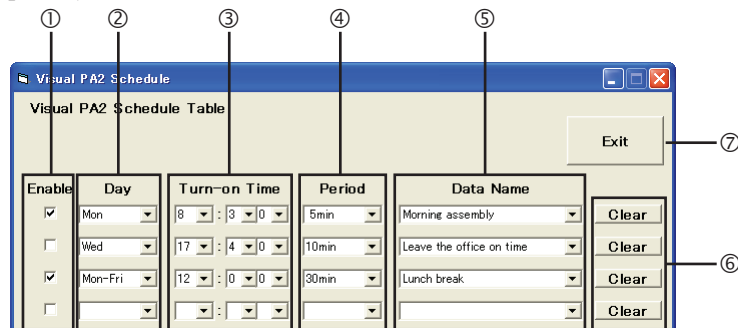 ① ② ③ ④ ⑤
Visual PA2 Schedule
Visual PA2 Schedule Table
Exit
⑦
Enable Day Turn-on Time Period Data Name
Mon 8 : 3 0 5min Morning assembly Clear
Wed 17 : 4 0 10min Leave the office on time Clear
⑥
Mon-Fri 12 : 0 0 30min Lunch break Clear
: Clear